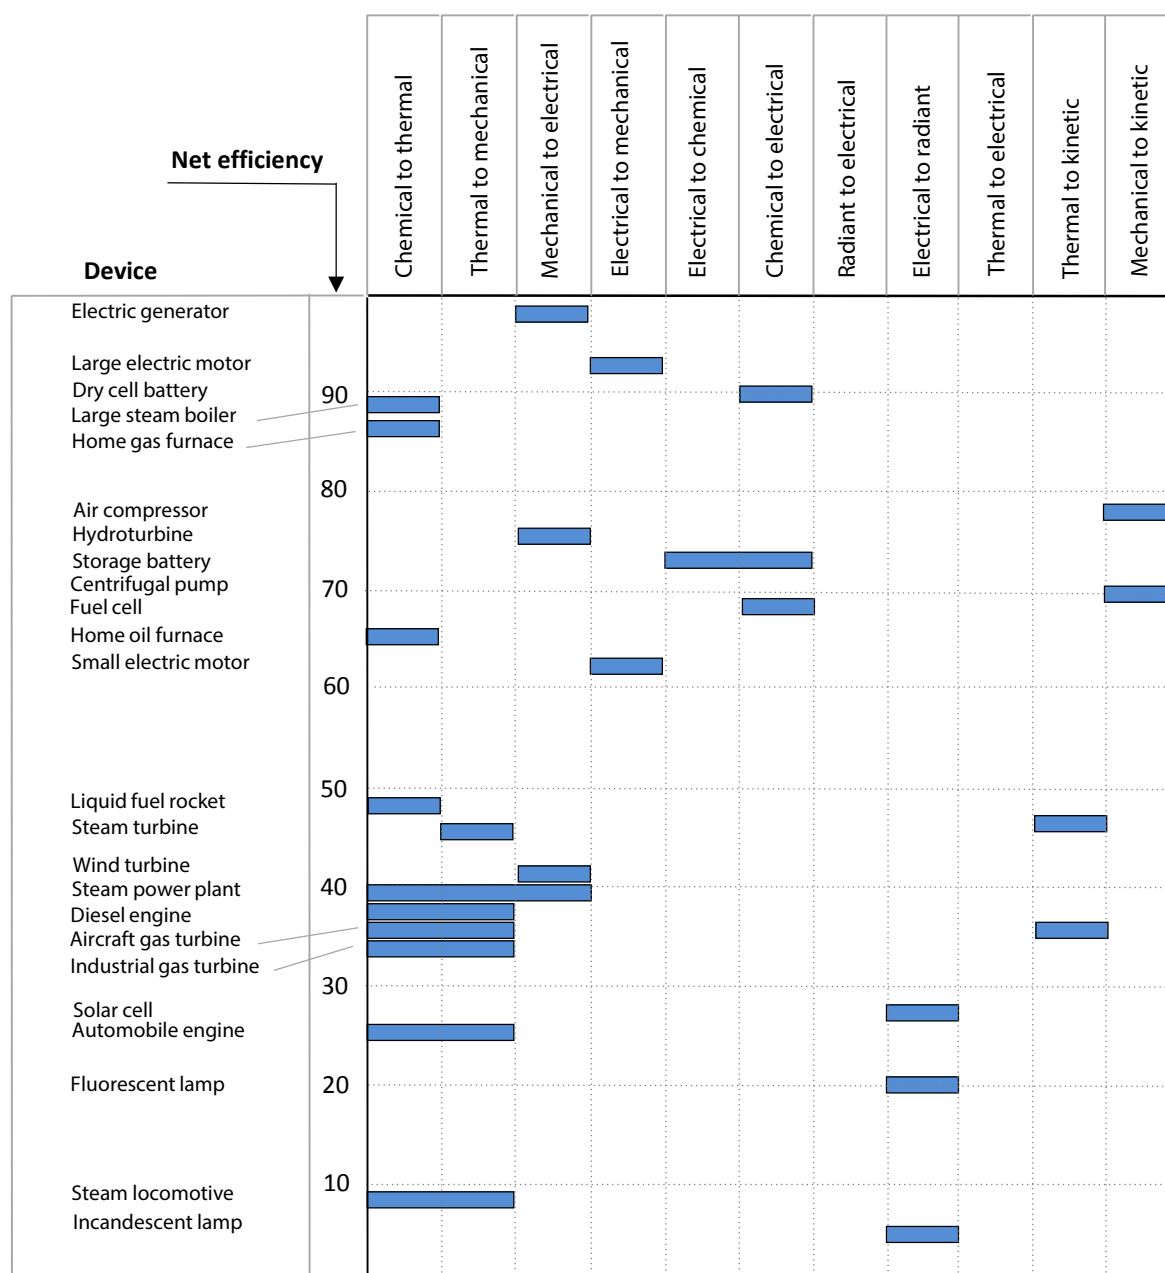 Chemical to thermal
Thermal to mechanical
Mechanical to electrical
Electrical to mechanical
Electrical to chemical
Chemical to electrical
Radiant to electrical
Electrical to radiant
Thermal to electrical
Thermal to kinetic
Mechanical to kinetic
Net efficiency
Device
Electric generator
Large electric motor
Dry cell battery
90
Large steam boiler
Home gas furnace
80
Air compressor
Hydroturbine
Storage battery
Centrifugal pump
70
Fuel cell
Home oil furnace
Small electric motor
60
50
Liquid fuel rocket
Steam turbine
Wind turbine
Steam power plant
40
Diesel engine
Aircraft gas turbine
Industrial gas turbine
30
Solar cell
Automobile engine
Fluorescent lamp
20
10
Steam locomotive
Incandescent lamp